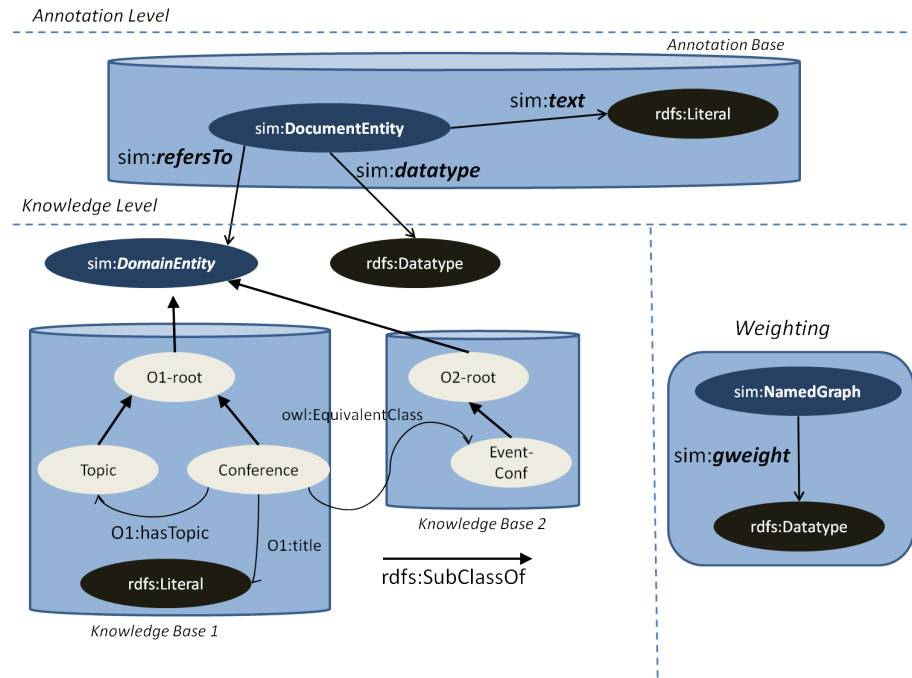 Annotation Level
Annotation Base
sim:text
rdfs:Literal
sim:DocumentEntity
sim:refersTo
sim:datatype
Knowledge Level
sim:DomainEntity
rdfs:Datatype
Weighting
O1-root
O2-root
sim:NamedGraph
owl:EquivalentClass
sim:gweight
Topic
Conference
Event-
Conf
O1:hasTopic
O1:title
Knowledge Base 2
rdfs:Datatype
rdfs:SubClassOf
rdfs:Literal
Knowledge Base 1